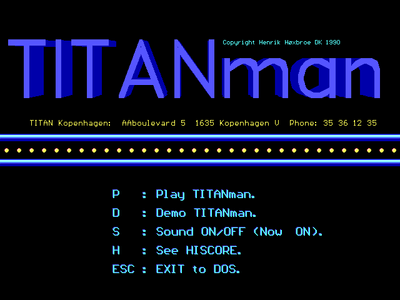 TITANman
Copyright Henrik Høxbroe DK 1990
TITAN Kopenhagen: AAboulevard 5 1635 Kopenhagen V Phone: 35 36 12 35
P : Play TITANman.
D : Demo TITANman.
S : Sound ON/OFF (Now ON).
H : See HISCORE.
ESC : EXIT to DOS.